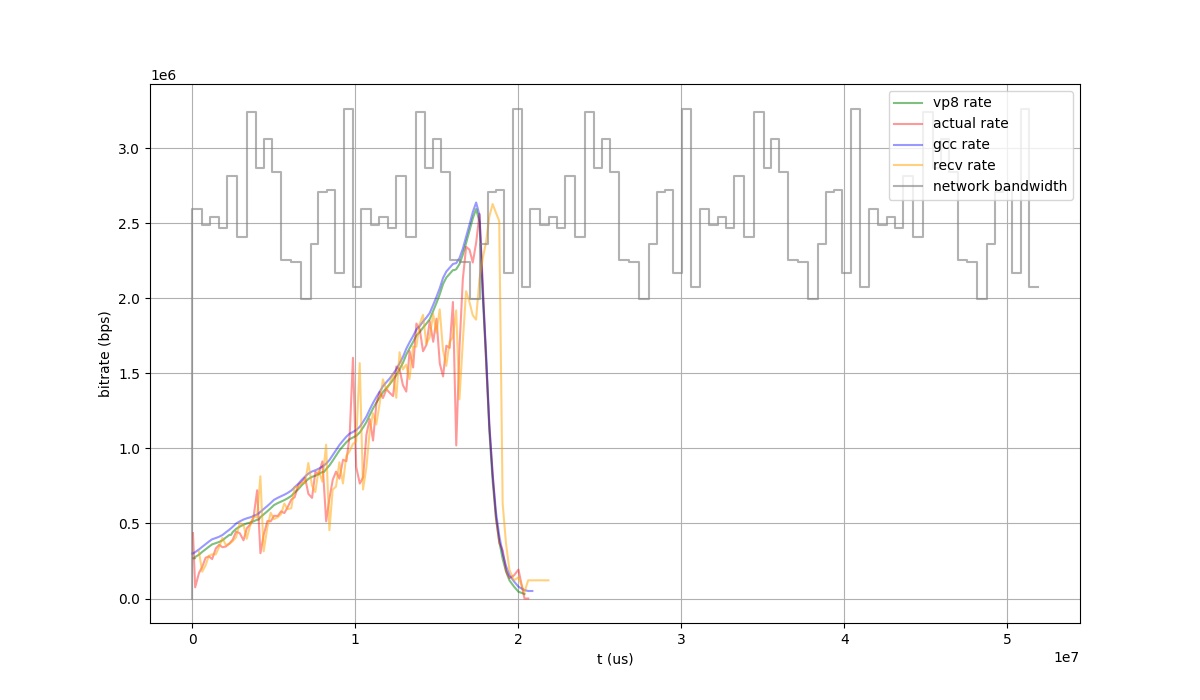 1e6
vp8 rate
actual rate
gcc rate
recv rate
network bandwidth
3.0
2.5
2.0
1.5
1.0
0.5
0.0
bitrate (bps)
0 1 2 3 4 5
t (us)
1e7